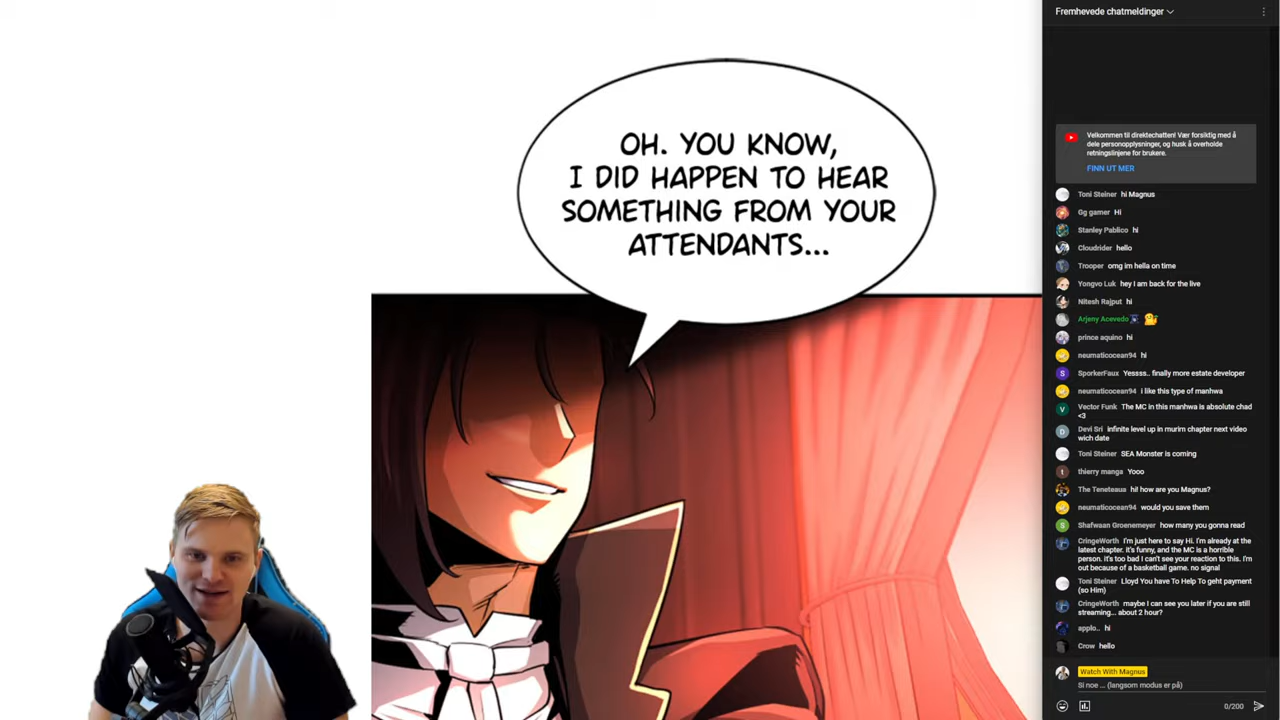 OH. YOU KNOW,
I DID HAPPEN TO HEAR
SOMETHING FROM YOUR
ATTENDANTS...
Fremhevede chatmeldinger
Velkommen til direktechatten! Vær forsiktig med å
dele personopplysninger, og husk å overholde
retningslinjene for brukere.
FINN UT MER
Toni Steiner hi Magnus
Gg gamer Hi
Stanley Pablico hi
Cloudrider hello
Trooper omg im hella on time
Yongvo Luk hey I am back for the live
Nitesh Rajput hi
Arjeny Acevedo
prince aquino hi
neumaticocean94 hi
S
SporkerFaux Yessss.. finally more estate developer
neumaticocean94 i like this type of manhwa
V
Vector Funk The MC in this manhwa is absolute chad
<3
D
Devi Sri infinite level up in murim chapter next video
wich date
Toni Steiner SEA Monster is coming
t
thierry manga Yooo
The Teneteaus hi! how are you Magnus?
neumaticocean94 would you save them
S
Shafwaan Groenemeyer how many you gonna read
CringeWorth I'm just here to say Hi. I'm already at the
latest chapter. it's funny, and the MC is a horrible
person. it's too bad I can't see your reaction to this. I'm
out because of a basketball game. no signal
Toni Steiner Lloyd You have To Help To geht payment
(so Him)
CringeWorth maybe I can see you later if you are still
streaming... about 2 hour?
applo.. hi
Crow hello
Watch With Magnus
Si noe ... (langsom modus er på)
0/200